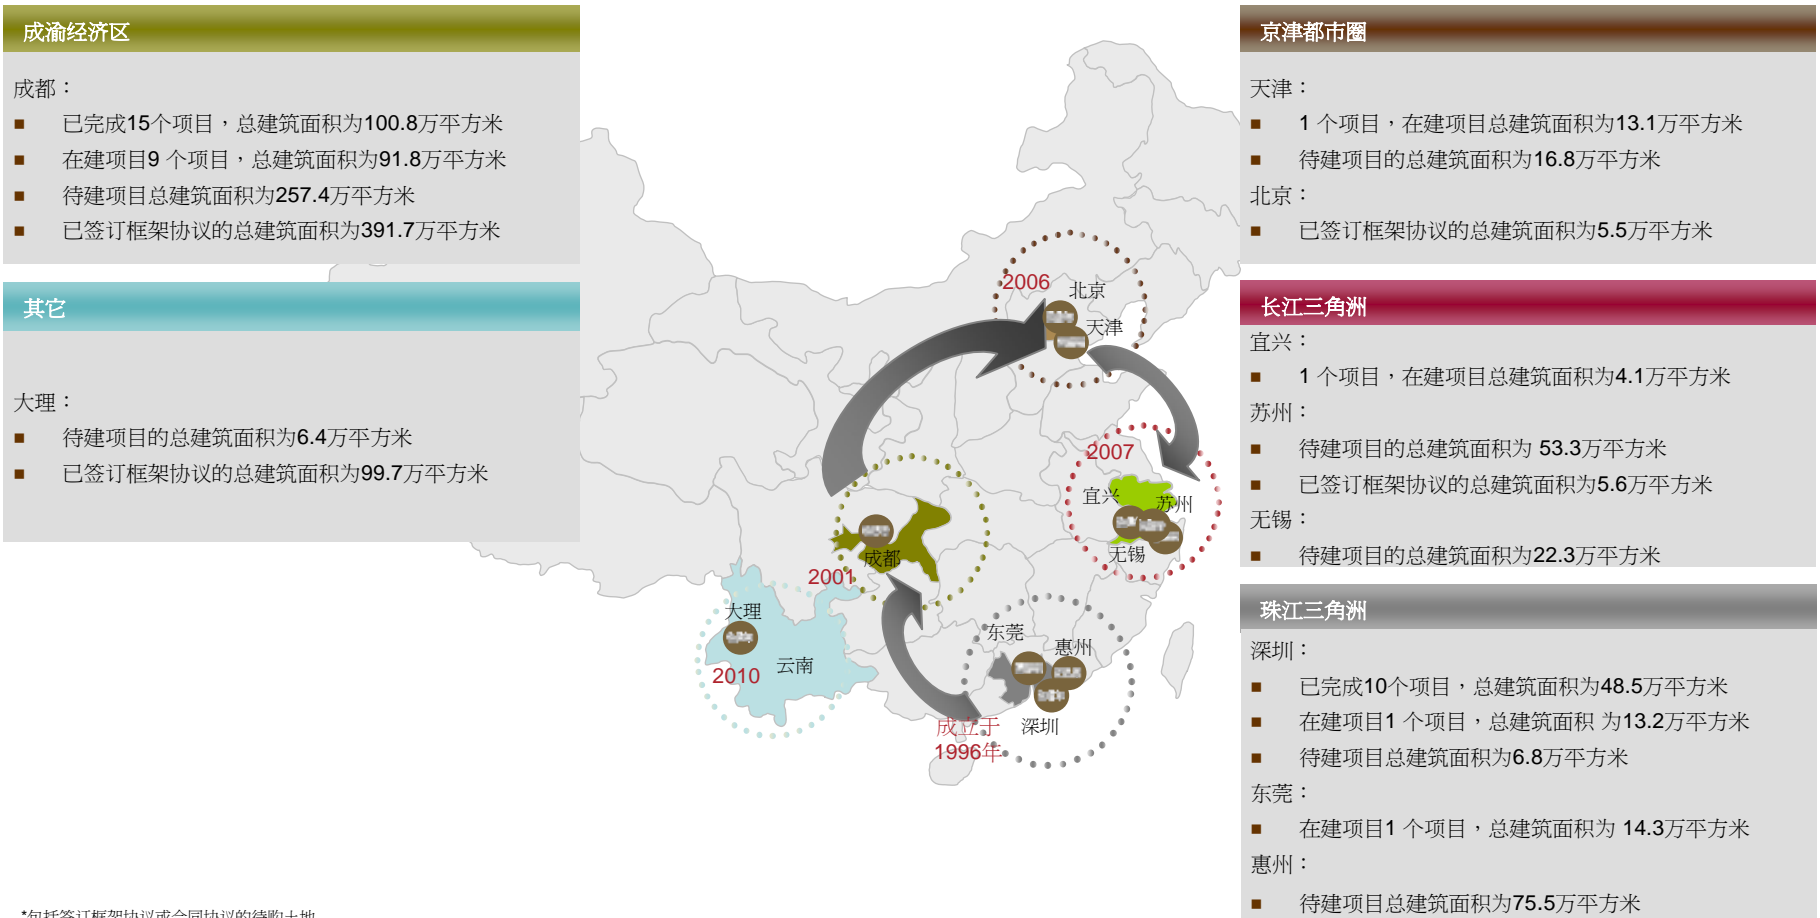 成渝经济区
成都：
■ 已完成15个项目，总建筑面积为100.8万平方米
■ 在建项目9 个项目，总建筑面积为91.8万平方米
■ 待建项目总建筑面积为257.4万平方米
■ 已签订框架协议的总建筑面积为391.7万平方米
其它
大理：
■ 待建项目的总建筑面积为6.4万平方米
■ 已签订框架协议的总建筑面积为99.7万平方米
2006
北京
天津
2007
宜兴
苏州
无锡
成都
2001
大理
云南
2010
东莞
惠州
深圳
成立于
1996年
京津都市圈
天津：
■ 1 个项目，在建项目总建筑面积为13.1万平方米
■ 待建项目的总建筑面积为16.8万平方米
北京：
■ 已签订框架协议的总建筑面积为5.5万平方米
长江三角洲
宜兴：
■ 1 个项目，在建项目总建筑面积为4.1万平方米
苏州：
■ 待建项目的总建筑面积为 53.3万平方米
■ 已签订框架协议的总建筑面积为5.6万平方米
无锡：
■ 待建项目的总建筑面积为22.3万平方米
珠江三角洲
深圳：
■ 已完成10个项目，总建筑面积为48.5万平方米
■ 在建项目1 个项目，总建筑面积 为13.2万平方米
■ 待建项目总建筑面积为6.8万平方米
东莞：
■ 在建项目1 个项目，总建筑面积为 14.3万平方米
惠州：
■ 待建项目总建筑面积为75.5万平方米
*包括签订框架协议或合同协议的待购土地